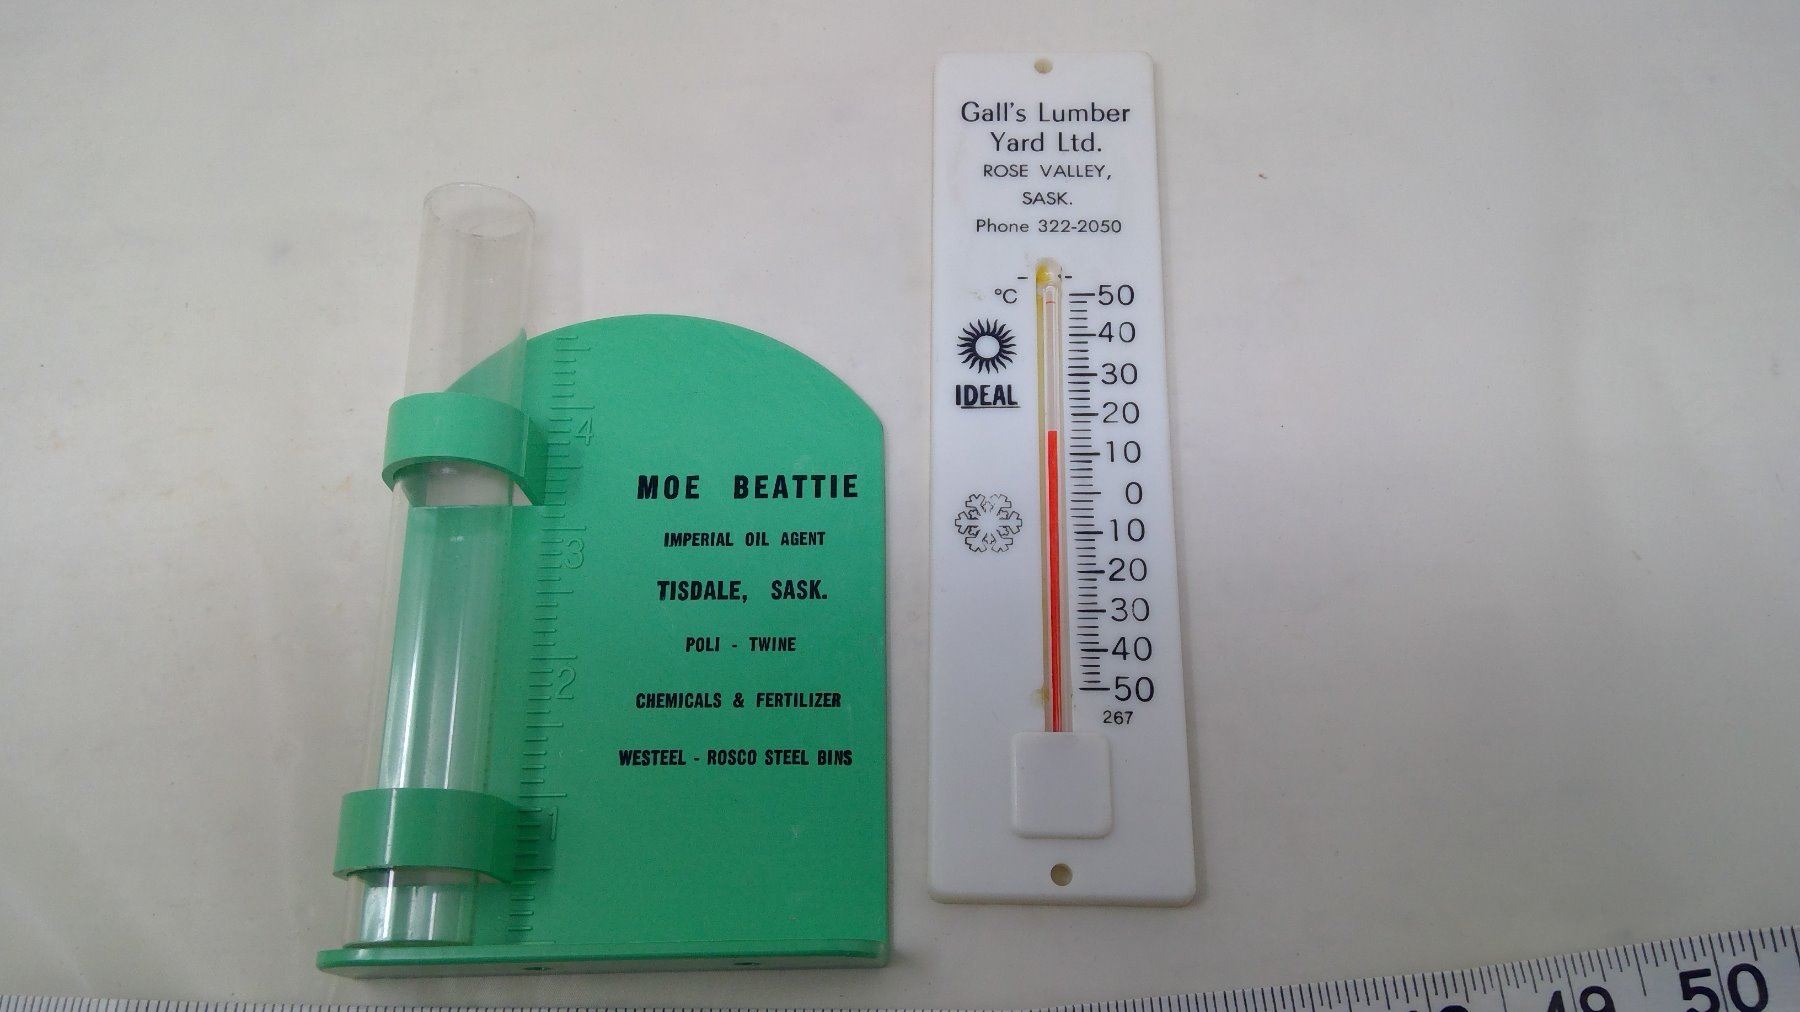 4
3
2
1
MOE BEATTIE
IMPERIAL OIL AGENT
TISDALE, SASK.
POLI - TWINE
CHEMICALS & FERTILIZER
WESTEEL - ROSCO STEEL BINS
Gall's Lumber
Yard Ltd.
ROSE VALLEY,
SASK.
Phone 322-2050
°C
IDEAL
50
40
30
20
10
0
10
20
30
40
50
267
49
50